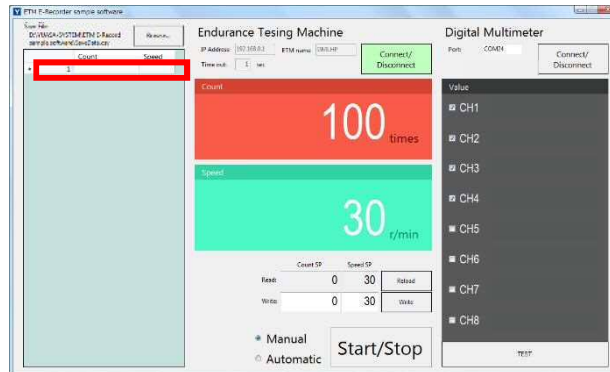 ETM E-Recorder sample software
Save File
Browse...
Count Speed
1
Endurance Tesing Machine
IP Address 192.168.0.1 ETM name
Time out 1 sec
Connect/
Disconnect
Count
100 times
Speed
30 r/min
Count SP Speed SP
Read: 0 30 Reload
Write: 0 30 Write
Manual
Automatic
Start/Stop
Digital Multimeter
Port: COM24
Connect/
Disconnect
Value
CH1
CH2
CH3
CH4
CH5
CH6
CH7
CH8
TEST